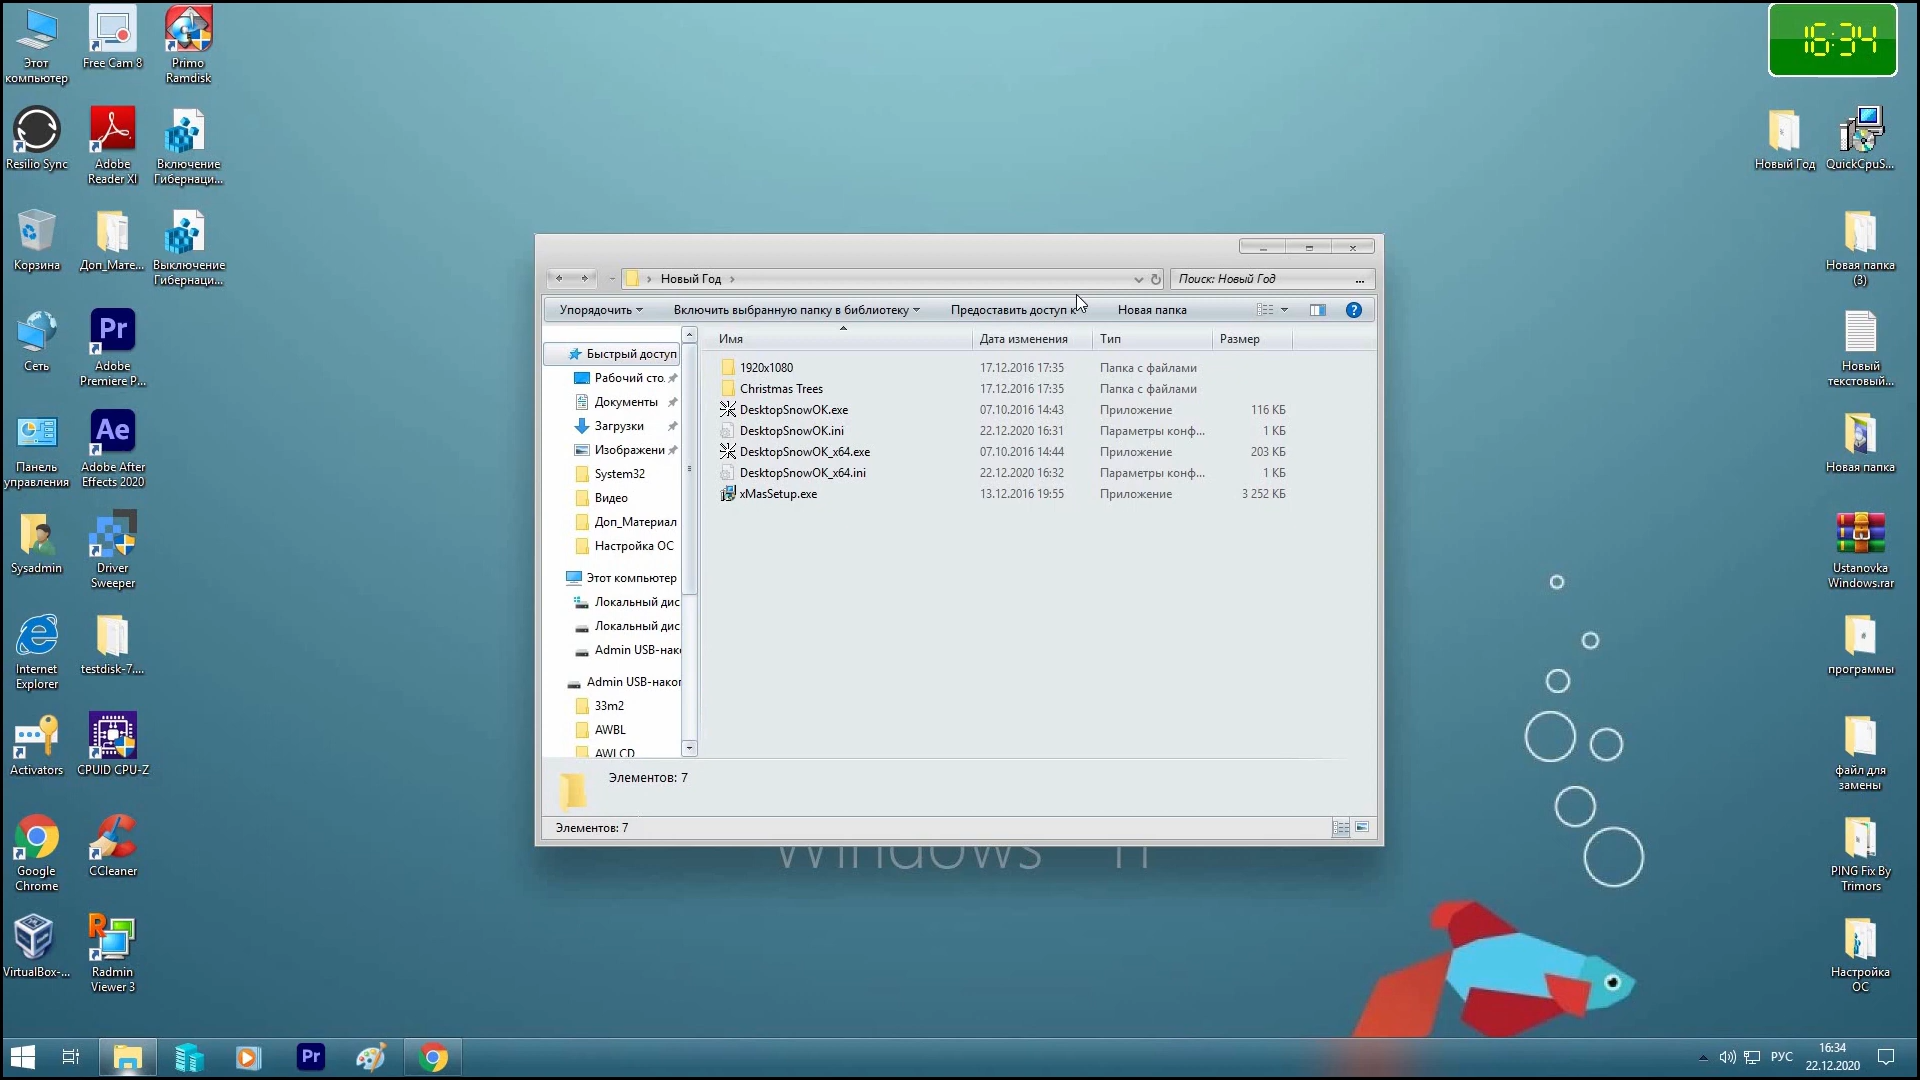 Этот
компьютер
Free Cam 8
Primo
Ramdisk
16:34
Resilio Sync
Adobe
Reader XI
Включение
Гибернаци...
Новый Год
QuickCpuS...
Корзина
Доп_Мате...
Выключение
Гибернаци...
Новая папка
(3)
Сеть
Adobe
Premiere P...
Новый
текстовый...
Панель
управления
Adobe After
Effects 2020
Новая папка
Sysadmin
Driver
Sweeper
Ustanovka
Windows.rar
Internet
Explorer
testdisk-7....
программы
Activators
CPUID CPU-Z
файл для
замены
Google
Chrome
CCleaner
PING Fix By
Trimors
VirtualBox-...
Radmin
Viewer 3
Настройка
ОС
Новый Год
Поиск: Новый Год
Упорядочить
Включить выбранную папку в библиотеку
Предоставить доступ к
Новая папка
Имя
Дата изменения
Тип
Размер
1920x1080 17.12.2016 17:35 Папка с файлами
Christmas Trees 17.12.2016 17:35 Папка с файлами
DesktopSnowOK.exe 07.10.2016 14:43 Приложение 116 КБ
DesktopSnowOK.ini 22.12.2020 16:31 Параметры конф... 1 КБ
DesktopSnowOK_x64.exe 07.10.2016 14:44 Приложение 203 КБ
DesktopSnowOK_x64.ini 22.12.2020 16:32 Параметры конф... 1 КБ
xMasSetup.exe 13.12.2016 19:55 Приложение 3 252 КБ
Быстрый доступ
Рабочий сто.
Документы
Загрузки
Изображени
System32
Видео
Доп_Материал
Настройка ОС
Этот компьютер
Локальный дис
Локальный дис
Admin USB-нако
Admin USB-накоп
33m2
AWBL
AWLCD
Элементов: 7
Элементов: 7
Windows
Pr
Ae
Pr
РУС
16:34
22.12.2020